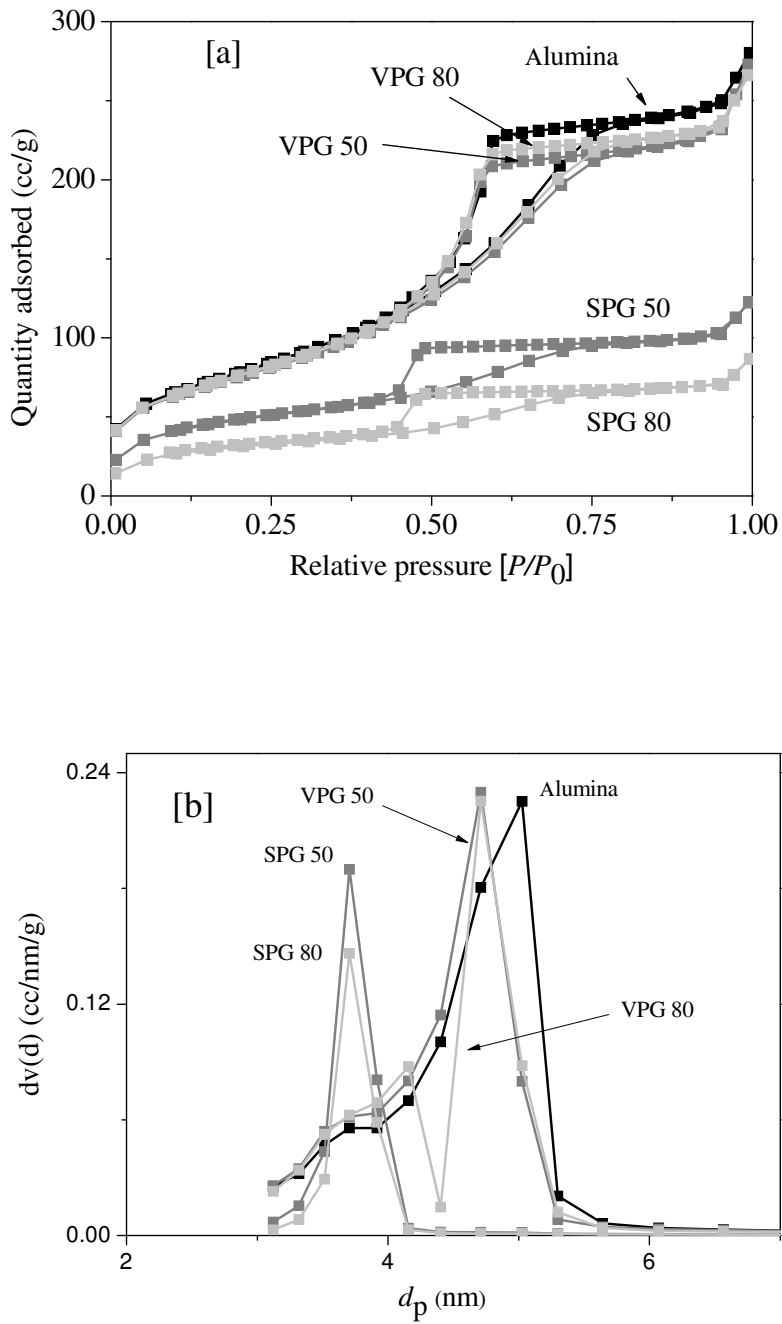 300
[a]
Alumina
VPG 80
VPG 50
200
Quantity adsorbed (cc/g)
SPG 50
100
SPG 80
0
0.00 0.25 0.50 0.75 1.00
Relative pressure [P/P0]
0.24
[b]
VPG 50
Alumina
SPG 50
SPG 80
dv(d) (cc/nm/g)
0.12
VPG 80
0.00
2 4 6
dp (nm)